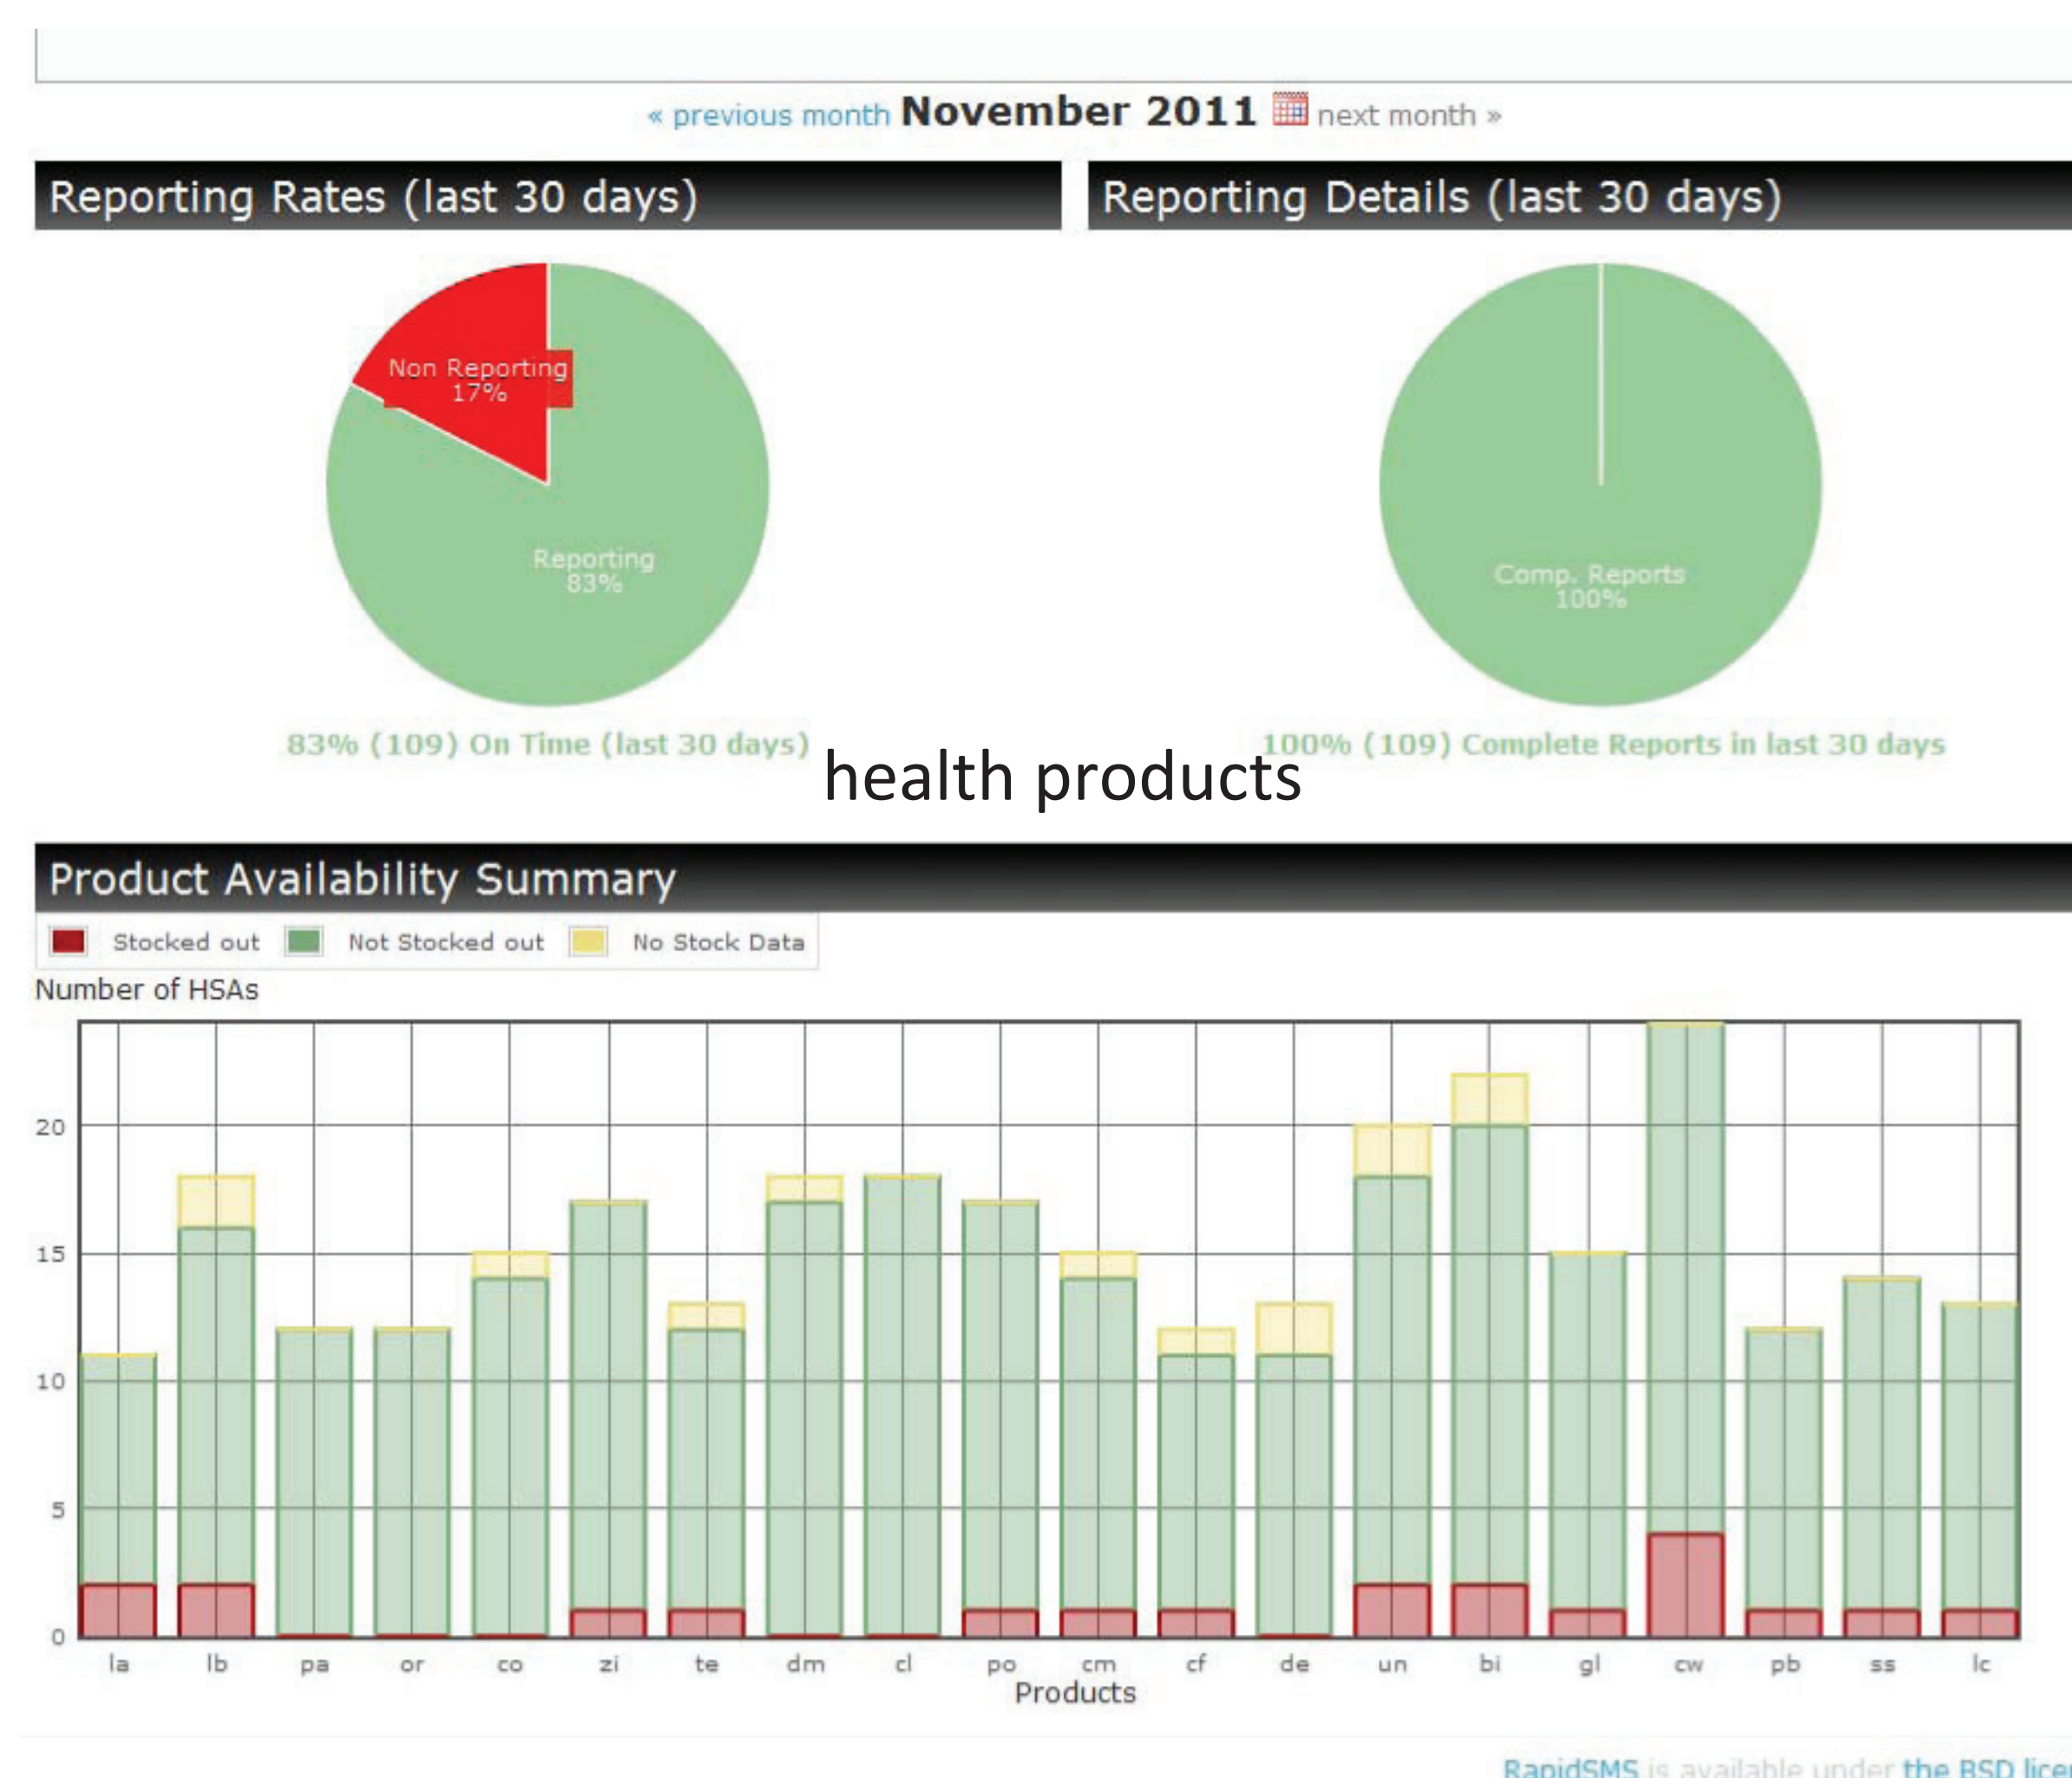 « previous month November 2011 next month »
Reporting Rates (last 30 days)
Reporting Details (last 30 days)
Non Reporting
17%
Reporting
83%
Comp. Reports
100%
83% (109) On Time (last 30 days)
100% (109) Complete Reports in last 30 days
health products
Product Availability Summary
Stocked out Not Stocked out No Stock Data
Number of HSAs
20
15
10
5
0
la lb pa or co zi te dm cl po cm cf de un bi gl cw pb ss lc
Products
RapidSMS is available under the BSD